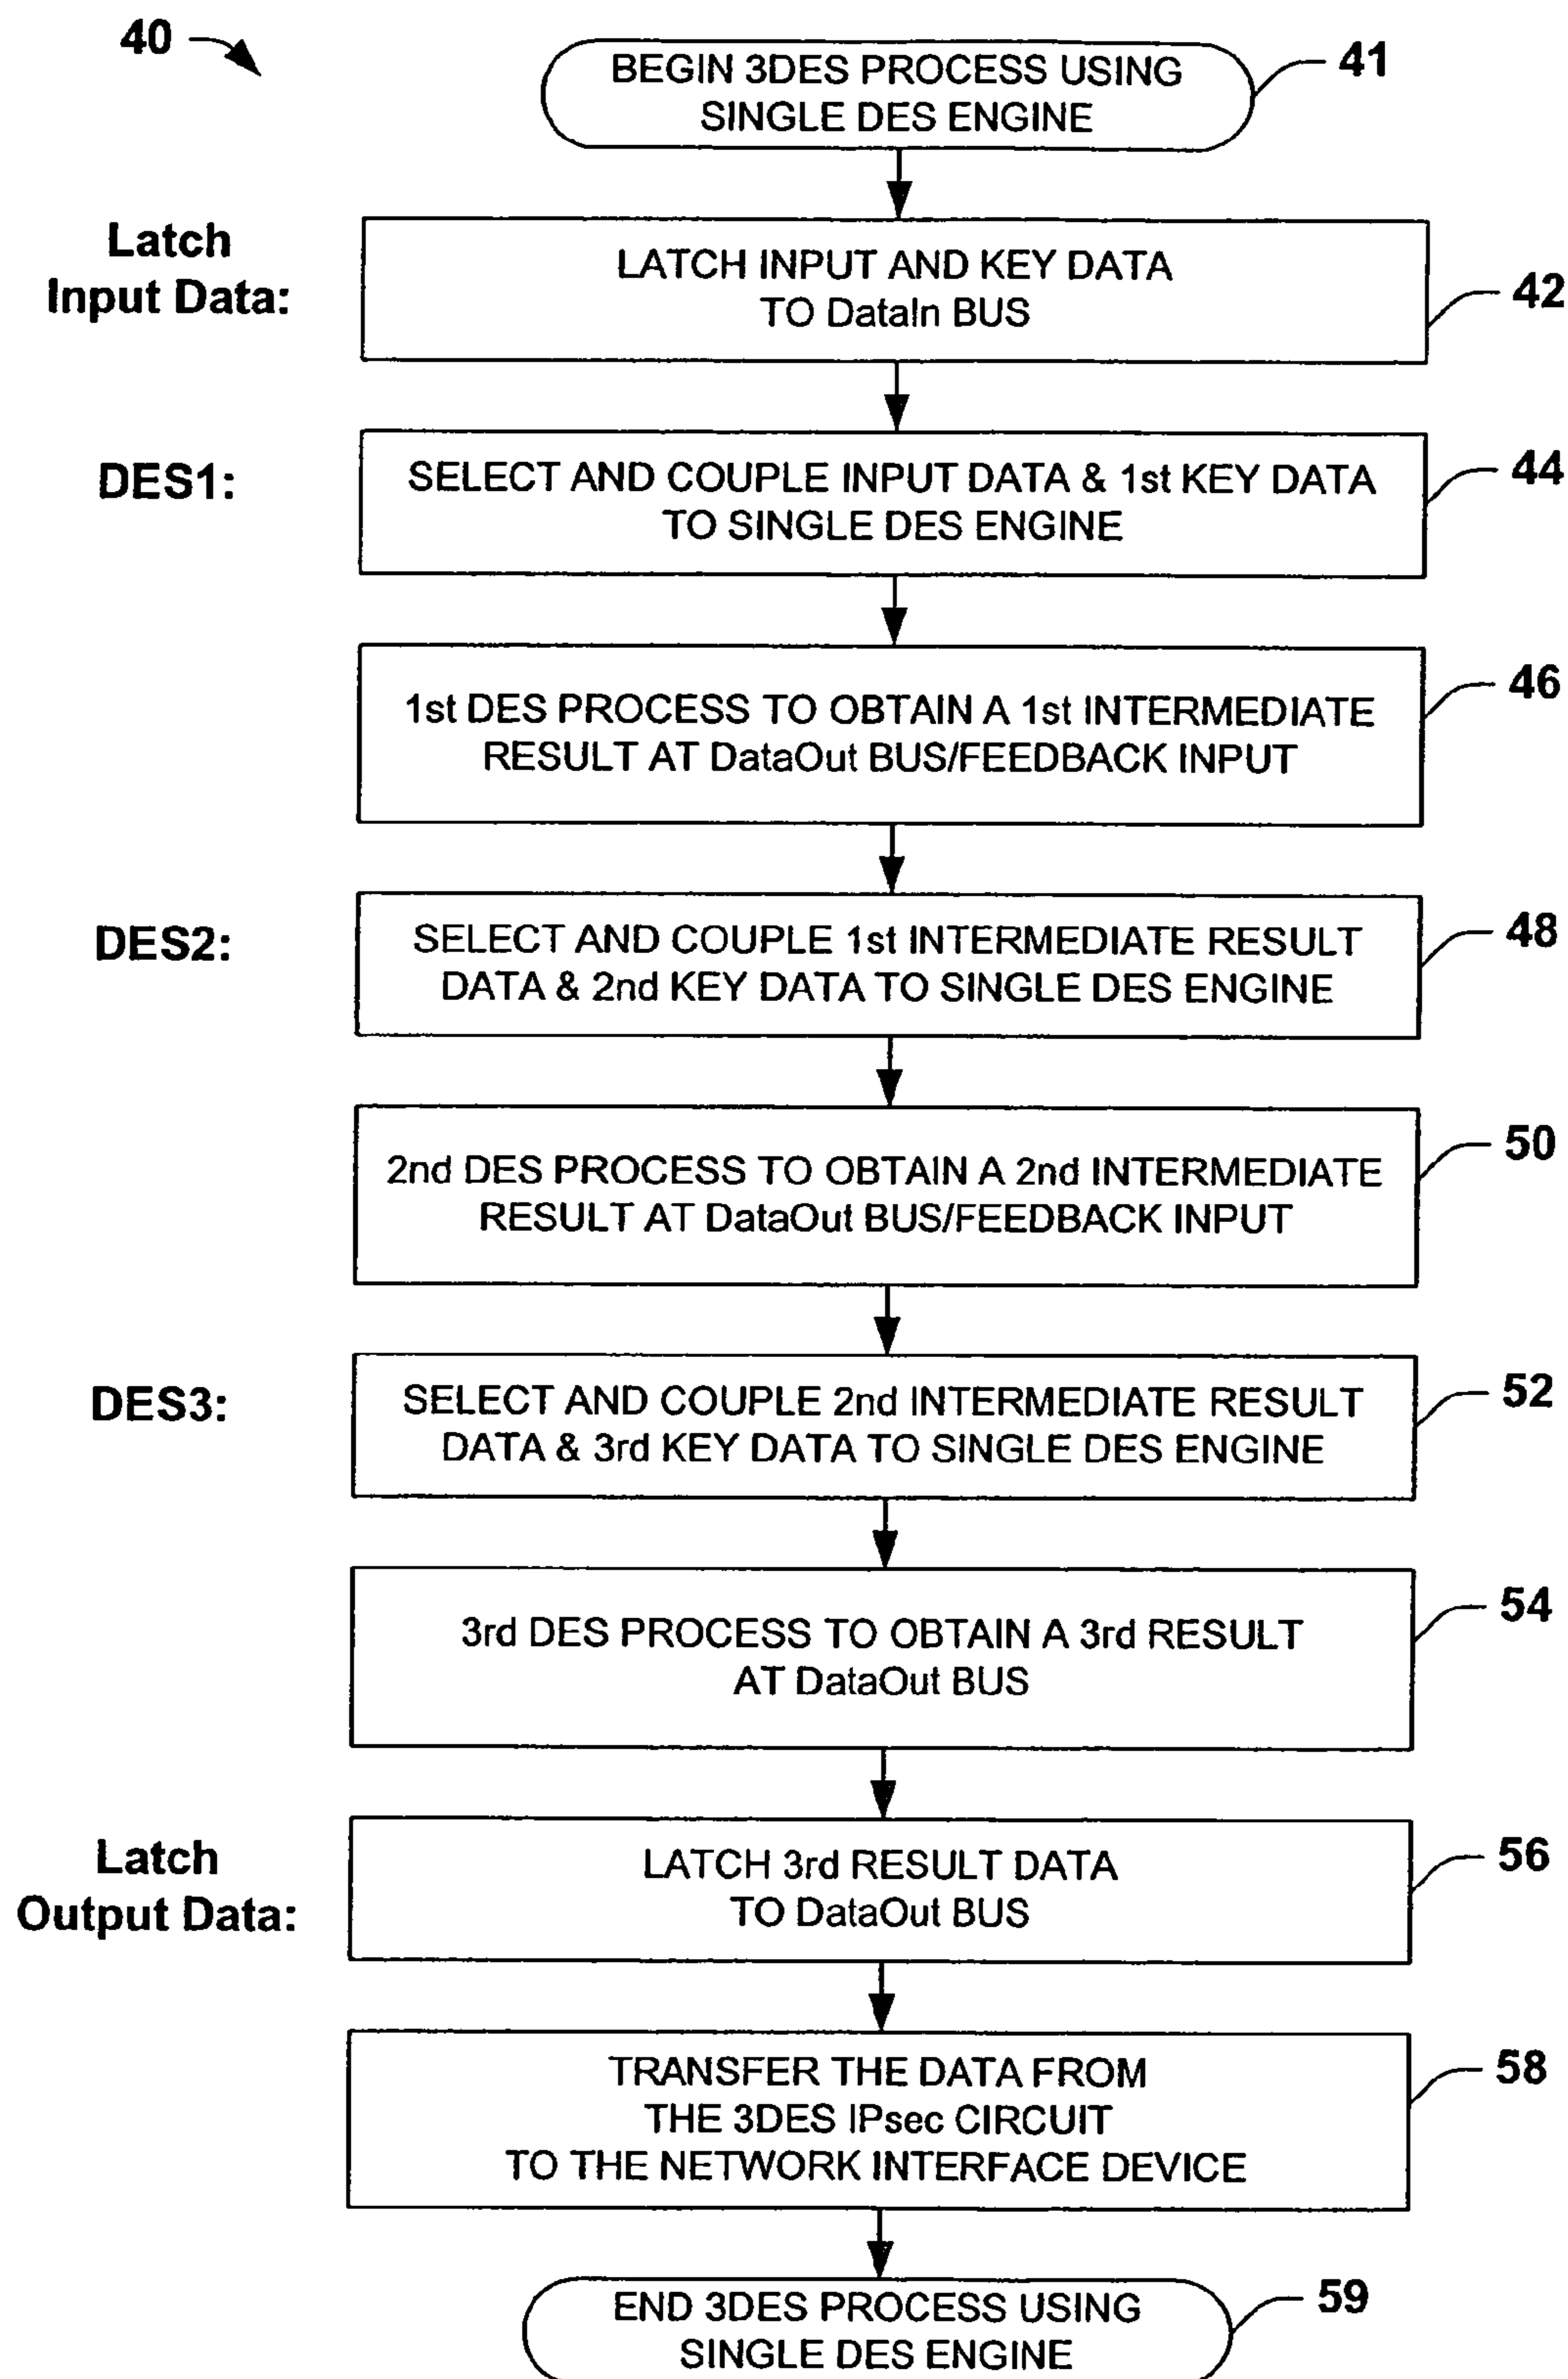 40
BEGIN 3DES PROCESS USING
SINGLE DES ENGINE
41
Latch
Input Data:
LATCH INPUT AND KEY DATA
TO DataIn BUS
42
DES1:
SELECT AND COUPLE INPUT DATA & 1st KEY DATA
TO SINGLE DES ENGINE
44
1st DES PROCESS TO OBTAIN A 1st INTERMEDIATE
RESULT AT DataOut BUS/FEEDBACK INPUT
46
DES2:
SELECT AND COUPLE 1st INTERMEDIATE RESULT
DATA & 2nd KEY DATA TO SINGLE DES ENGINE
48
2nd DES PROCESS TO OBTAIN A 2nd INTERMEDIATE
RESULT AT DataOut BUS/FEEDBACK INPUT
50
DES3:
SELECT AND COUPLE 2nd INTERMEDIATE RESULT
DATA & 3rd KEY DATA TO SINGLE DES ENGINE
52
3rd DES PROCESS TO OBTAIN A 3rd RESULT
AT DataOut BUS
54
Latch
Output Data:
LATCH 3rd RESULT DATA
TO DataOut BUS
56
TRANSFER THE DATA FROM
THE 3DES IPsec CIRCUIT
TO THE NETWORK INTERFACE DEVICE
58
END 3DES PROCESS USING
SINGLE DES ENGINE
59